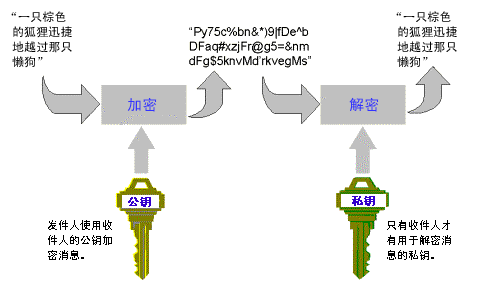 “一只棕色
的狐狸迅捷
地越过那只
懒狗”
加密
“Py75c%bn&*)9|fDe^b
DFaq#xzjFr@g5=&nm
dFg$5knvMd’rkvegMs”
解密
“一只棕色
的狐狸迅捷
地越过那只
懒狗”
公钥
发件人使用收
件人的公钥加
密消息。
私钥
只有收件人才
有用于解密消
息的私钥。